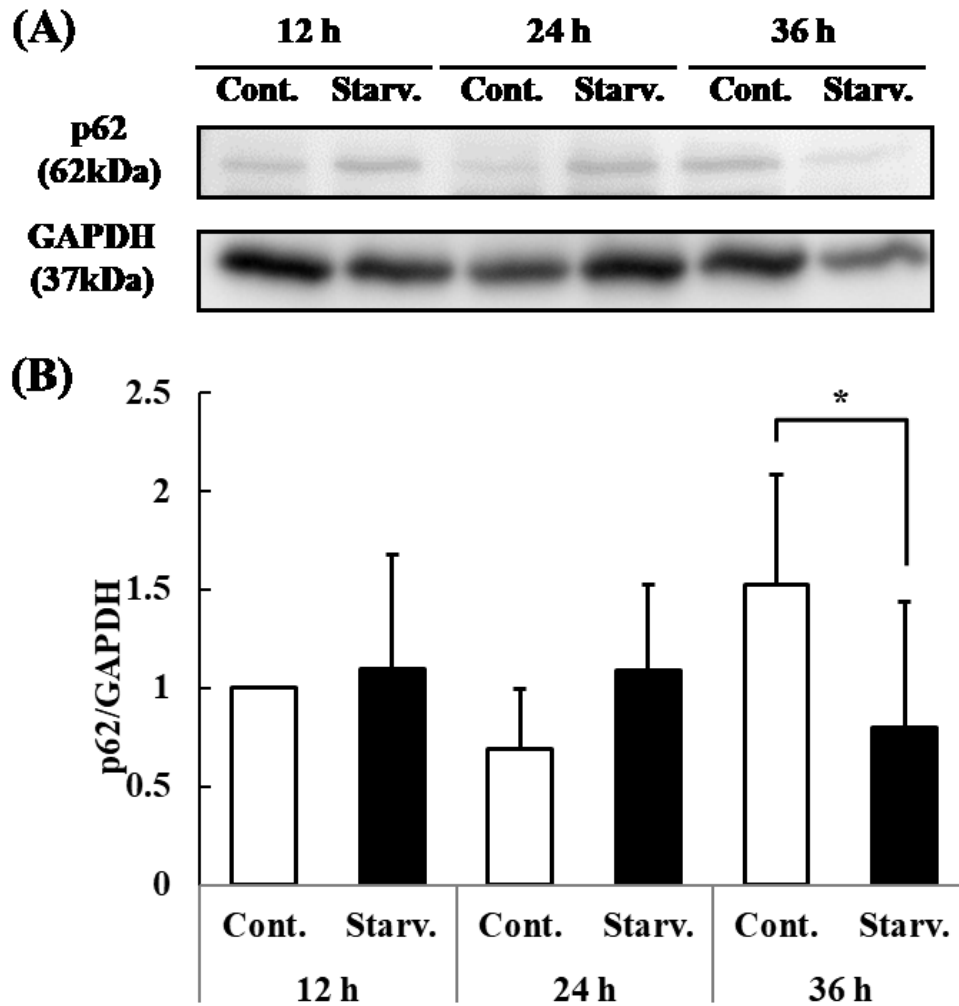 (A)
12 h 24 h 36 h
Cont. Starv. Cont. Starv. Cont. Starv.
p62
(62kDa)
GAPDH
(37kDa)
(B)
2.5
2
1.5
1
0.5
0
p62/GAPDH
*
Cont. Starv. Cont. Starv. Cont. Starv.
12 h 24 h 36 h